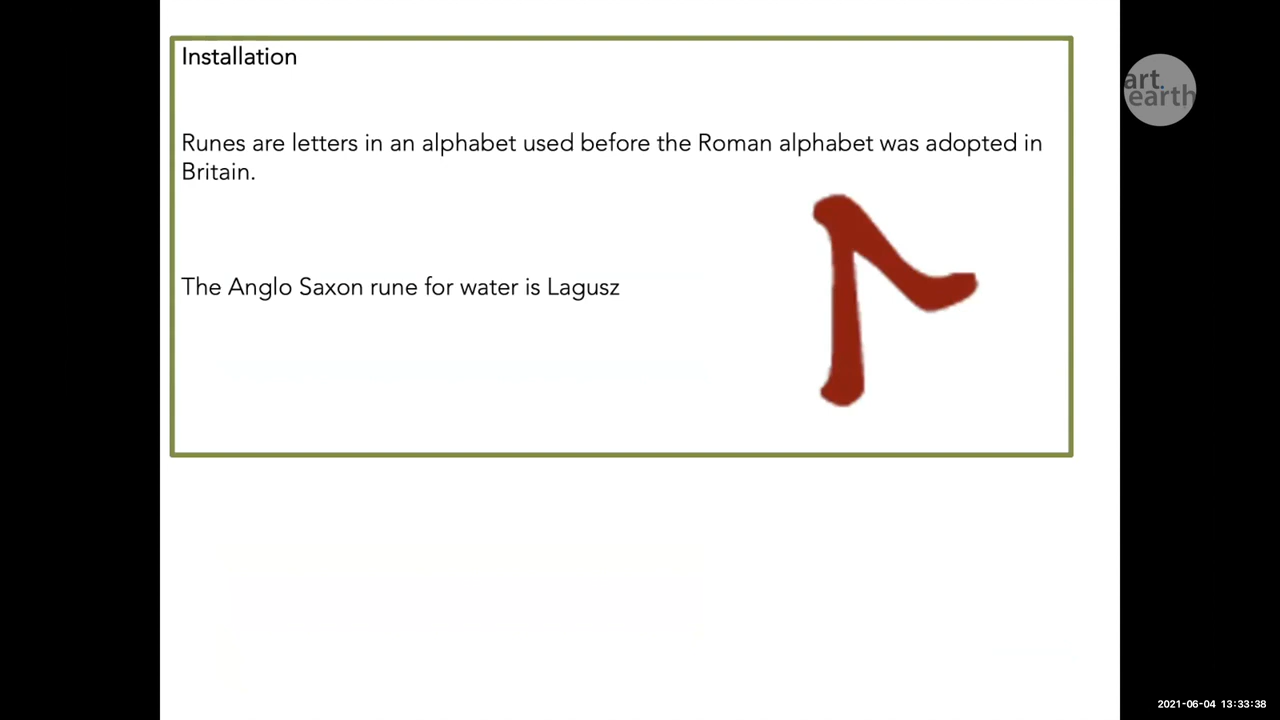 Installation
Runes are letters in an alphabet used before the Roman alphabet was adopted in
Britain.
The Anglo Saxon rune for water is Lagusz
ᛚ
art.
earth
2021-06-04 13:33:38